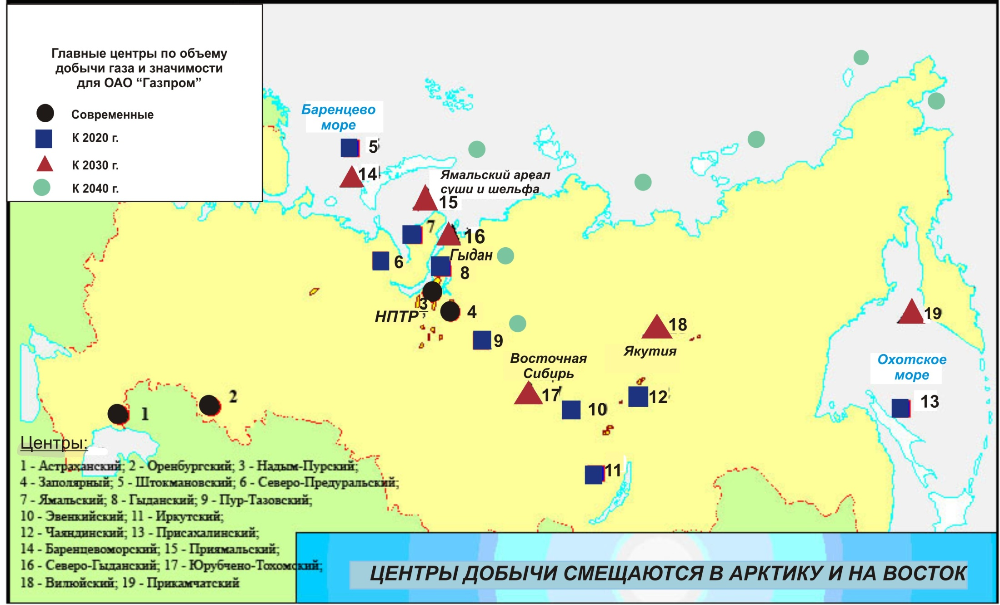 Главные центры по объему
добычи газа и значимости
для ОАО “Газпром”
Современные
К 2020 г.
К 2030 г.
К 2040 г.
Баренцево
море
5
14
Ямальский ареал
суши и шельфа
15
7
16
Гыдан
6
8
3
НПТР
4
9
18
19
Якутия
Восточная
Сибирь
Охотское
море
17
10
12
13
2
1
11
Центры:
1 - Астраханский; 2 - Оренбургский; 3 - Надым-Пурский;
4 - Заполярный; 5 - Штокмановский; 6 - Северо-Предуральский;
7 - Ямальский; 8 - Гыданский; 9 - Пур-Тазовский;
10 - Эвенкийский; 11 - Иркутский;
12 - Чаяндинский; 13 - Присахалинский;
14 - Баренцевоморский; 15 - Приямальский;
16 - Северо-Гыданский; 17 - Юрубчено-Тохомский;
18 - Вилюйский; 19 - Прикамчатский
ЦЕНТРЫ ДОБЫЧИ СМЕЩАЮТСЯ В АРКТИКУ И НА ВОСТОК